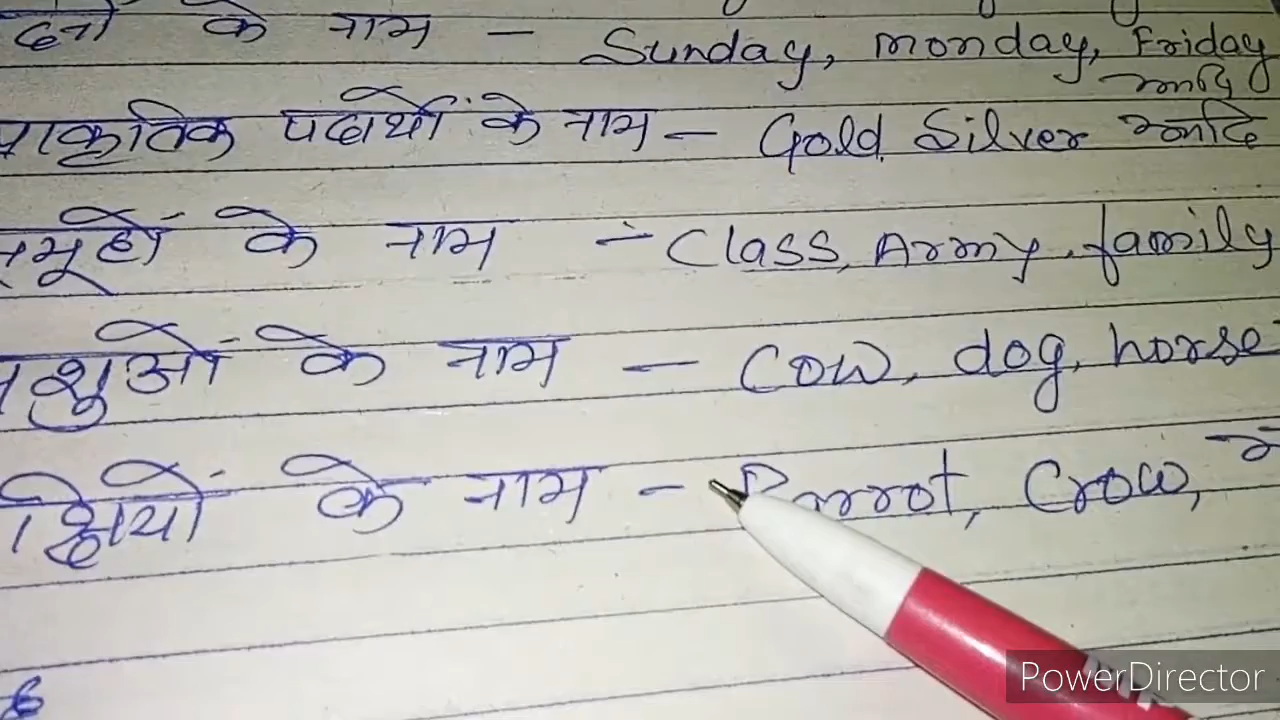 के नाम - Sunday, monday, Friday
आदि
प्राकृतिक पदार्थों के नाम - Gold, Silver आदि
समूहों के नाम - Class, Army, family
पशुओं के नाम - Cow, dog, horse
के नाम - Parrot, Crow,
PowerDirector